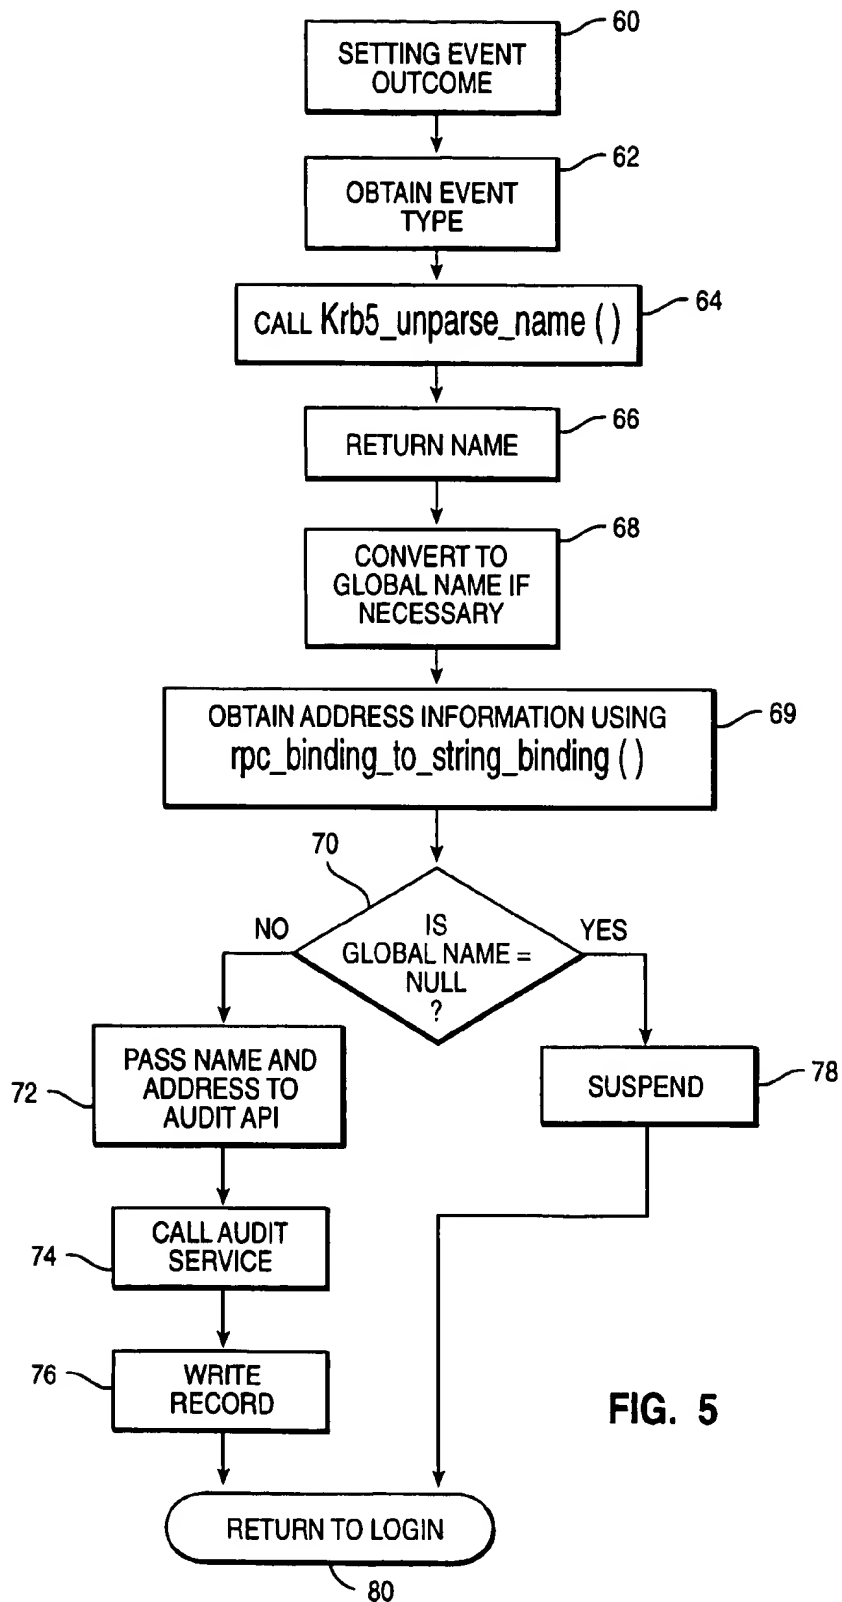 60
SETTING EVENT
OUTCOME
62
OBTAIN EVENT
TYPE
64
CALL Krb5_unparse_name ( )
66
RETURN NAME
68
CONVERT TO
GLOBAL NAME IF
NECESSARY
69
OBTAIN ADDRESS INFORMATION USING
rpc_binding_to_string_binding ( )
70
NO
IS
GLOBAL NAME =
NULL
?
YES
72
PASS NAME AND
ADDRESS TO
AUDIT API
SUSPEND
78
74
CALL AUDIT
SERVICE
76
WRITE
RECORD
FIG. 5
RETURN TO LOGIN
80